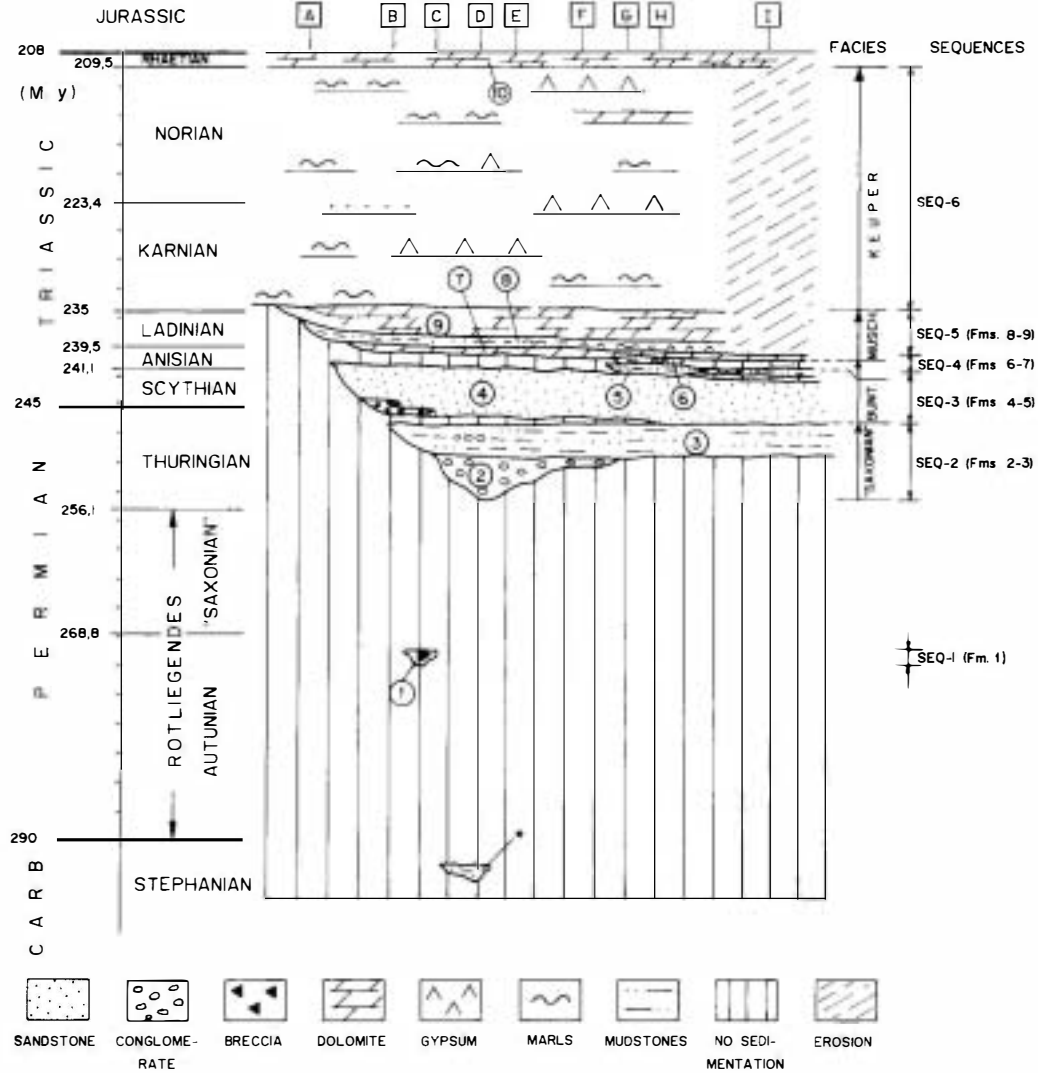 JURASSIC
A B C D E F G H I
208
FACIES SEQUENCES
RHAETIAN
209,5
(My)
10
NORIAN
TRIASSIC
223,4
KEUPER
SEQ-6
KARNIAN
7 8
235
LADINIAN
9
MUSCH
SEQ-5 (Fms. 8-9)
239,5
ANISIAN
SEQ-4 (Fms 6-7)
241,1
SCYTHIAN
4 5 6
BUNT
SEQ-3 (Fms 4-5)
245
3
THURINGIAN
2
"SAXONIAN"
SEQ-2 (Fms 2-3)
256,1
PERMIAN
"SAXONIAN"
ROTLIEGENDES
268,8
SEQ-1 (Fm. 1)
1
AUTUNIAN
290
*
STEPHANIAN
CARB
SANDSTONE
CONGLOME-
RATE
BRECCIA
DOLOMITE
GYPSUM
MARLS
MUDSTONES
NO SEDI-
MENTATION
EROSION